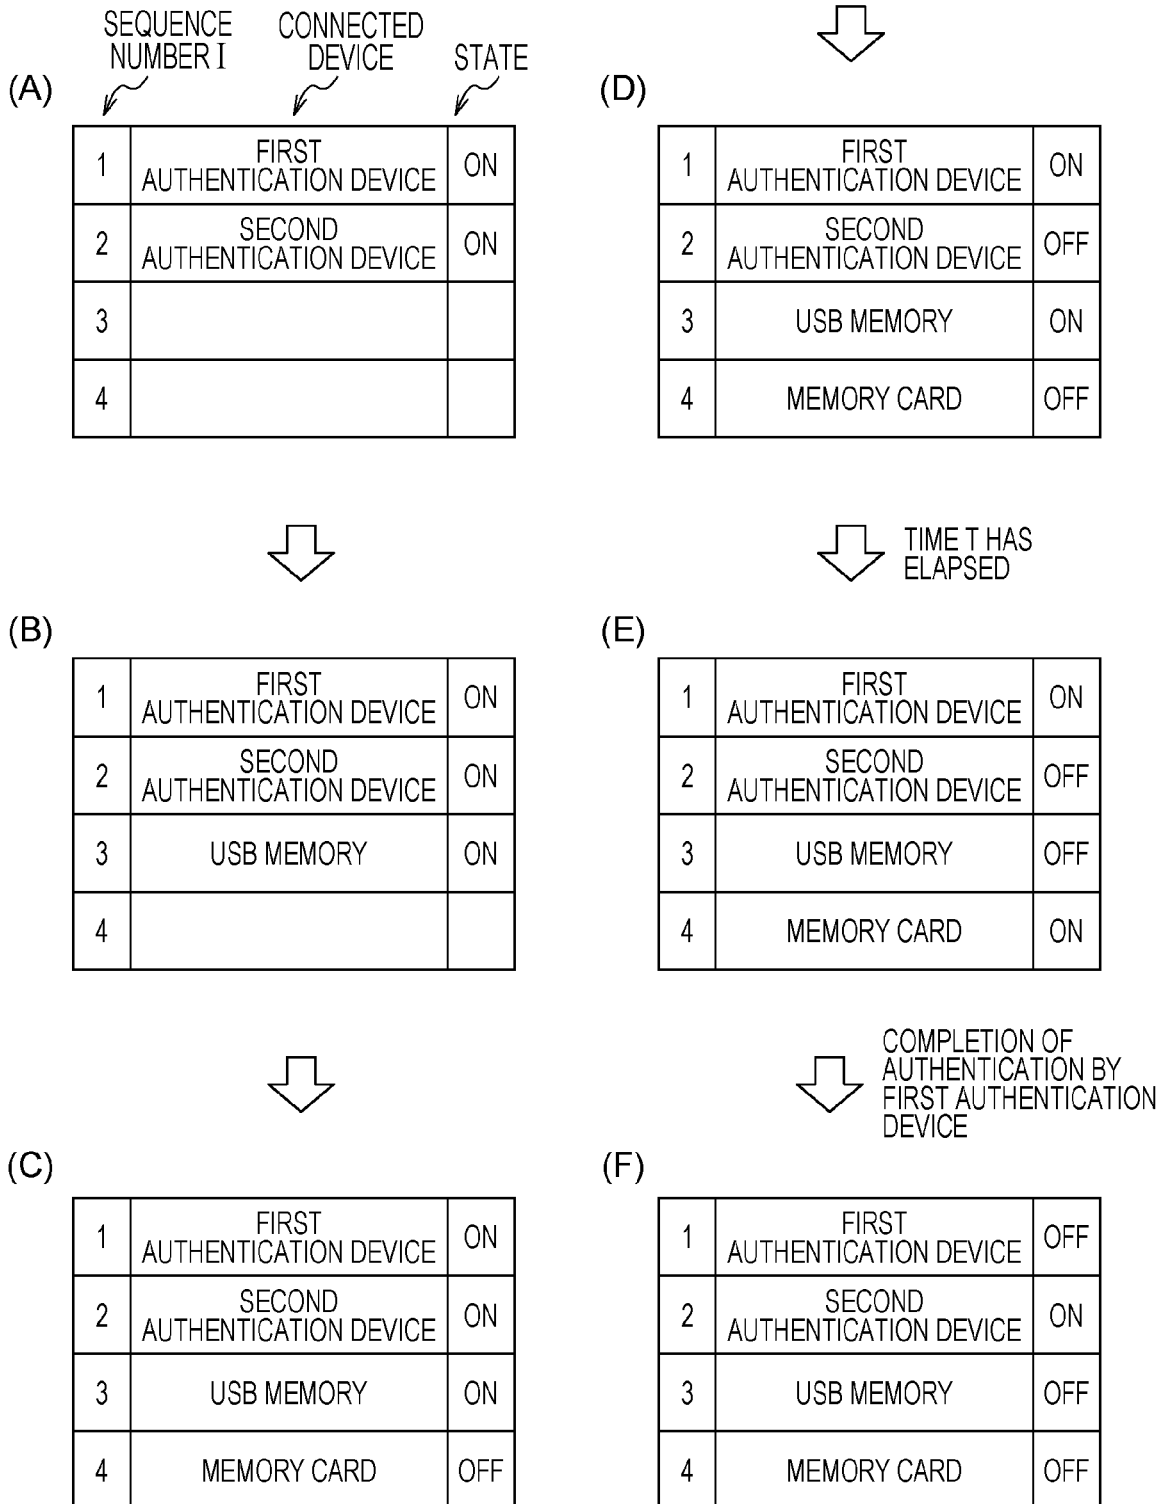 SEQUENCE
NUMBER I
CONNECTED
DEVICE
STATE
(A)
1
FIRST
AUTHENTICATION DEVICE
ON
2
SECOND
AUTHENTICATION DEVICE
ON
3
4
(B)
1
FIRST
AUTHENTICATION DEVICE
ON
2
SECOND
AUTHENTICATION DEVICE
ON
3
USB MEMORY
ON
4
(C)
1
FIRST
AUTHENTICATION DEVICE
ON
2
SECOND
AUTHENTICATION DEVICE
ON
3
USB MEMORY
ON
4
MEMORY CARD
OFF
(D)
1
FIRST
AUTHENTICATION DEVICE
ON
2
SECOND
AUTHENTICATION DEVICE
OFF
3
USB MEMORY
ON
4
MEMORY CARD
OFF
TIME T HAS
ELAPSED
(E)
1
FIRST
AUTHENTICATION DEVICE
ON
2
SECOND
AUTHENTICATION DEVICE
OFF
3
USB MEMORY
OFF
4
MEMORY CARD
ON
COMPLETION OF
AUTHENTICATION BY
FIRST AUTHENTICATION
DEVICE
(F)
1
FIRST
AUTHENTICATION DEVICE
OFF
2
SECOND
AUTHENTICATION DEVICE
ON
3
USB MEMORY
OFF
4
MEMORY CARD
OFF